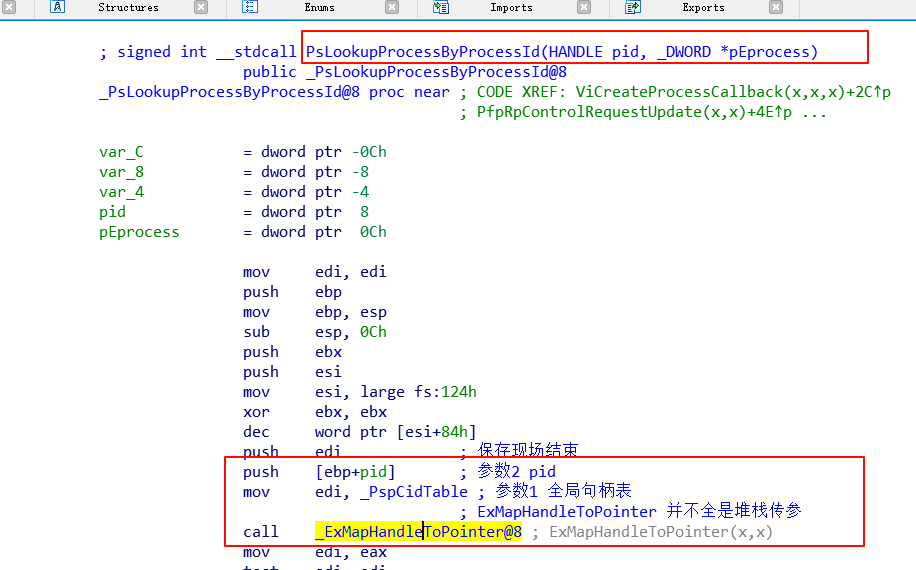 Structures Enums Imports Exports
; signed int __stdcall PsLookupProcessByProcessId(HANDLE pid, _DWORD *pEprocess)
public _PsLookupProcessByProcessId@8
_PsLookupProcessByProcessId@8 proc near ; CODE XREF: ViCreateProcessCallback(x,x,x)+2C↑p
; PfpRpControlRequestUpdate(x,x)+4E↑p ...
var_C = dword ptr -0Ch
var_8 = dword ptr -8
var_4 = dword ptr -4
pid = dword ptr 8
pEprocess = dword ptr 0Ch
mov edi, edi
push ebp
mov ebp, esp
sub esp, 0Ch
push ebx
push esi
mov esi, large fs:124h
xor ebx, ebx
dec word ptr [esi+84h]
push edi ; 保存现场结束
push [ebp+pid] ; 参数2 pid
mov edi, _PspCidTable ; 参数1 全局句柄表
; ExMapHandleToPointer 并不全是堆栈传参
call _ExMapHandleToPointer@8 ; ExMapHandleToPointer(x,x)
mov edi, eax
test edi, edi